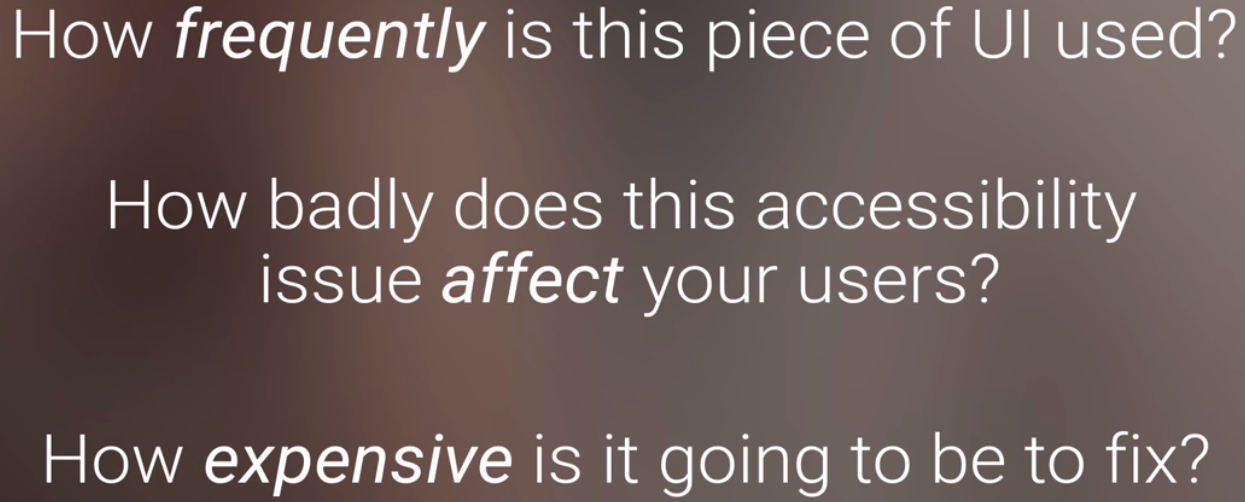 How frequently is this piece of UI used?
How badly does this accessibility
issue affect your users?
How expensive is it going to be to fix?